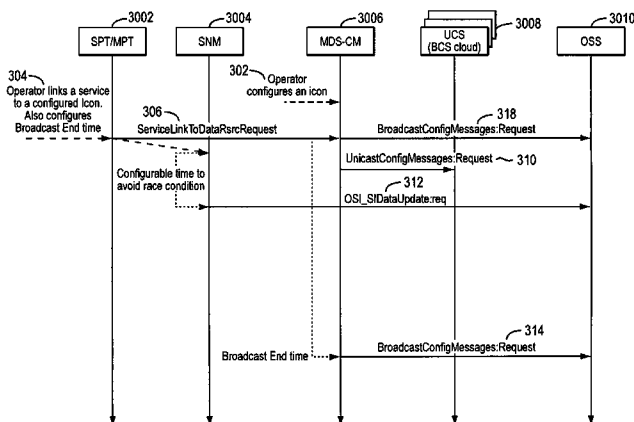 3002
3004
3006
3008
3010
SPT/MPT
SNM
MDS-CM
UCS
(BCS cloud)
OSS
304
Operator links a service
to a configured Icon.
Also configures
Broadcast End time
302
Operator
configures an icon
306
ServiceLinkToDataRsrcRequest
318
BroadcastConfigMessages:Request
UnicastConfigMessages:Request
310
Configurable time to
avoid race condition
312
OSI_SIDataUpdate:req
314
Broadcast End time
BroadcastConfigMessages:Request